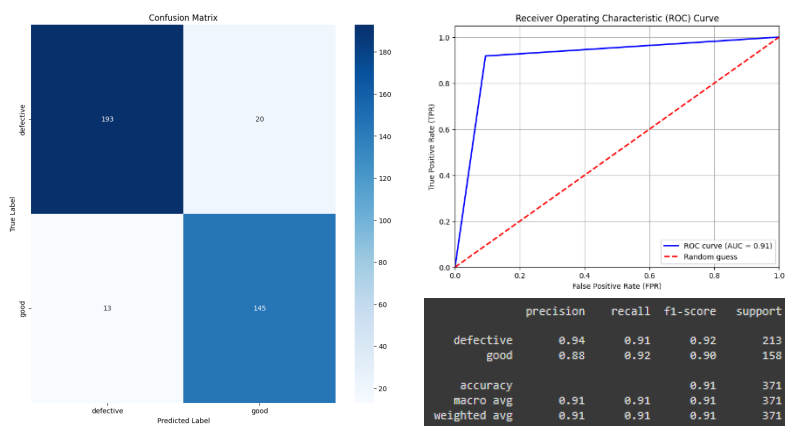 Confusion Matrix
True Label
defective
good
193
20
13
145
180
160
140
120
100
80
60
40
20
defective
good
Predicted Label
Receiver Operating Characteristic (ROC) Curve
True Positive Rate (TPR)
1.0
0.8
0.6
0.4
0.2
0.0
ROC curve (AUC = 0.91)
Random guess
0.0 0.2 0.4 0.6 0.8 1.0
False Positive Rate (FPR)
precision recall f1-score support
defective 0.94 0.91 0.92 213
good 0.88 0.92 0.90 158
accuracy 0.91 371
macro avg 0.91 0.91 0.91 371
weighted avg 0.91 0.91 0.91 371